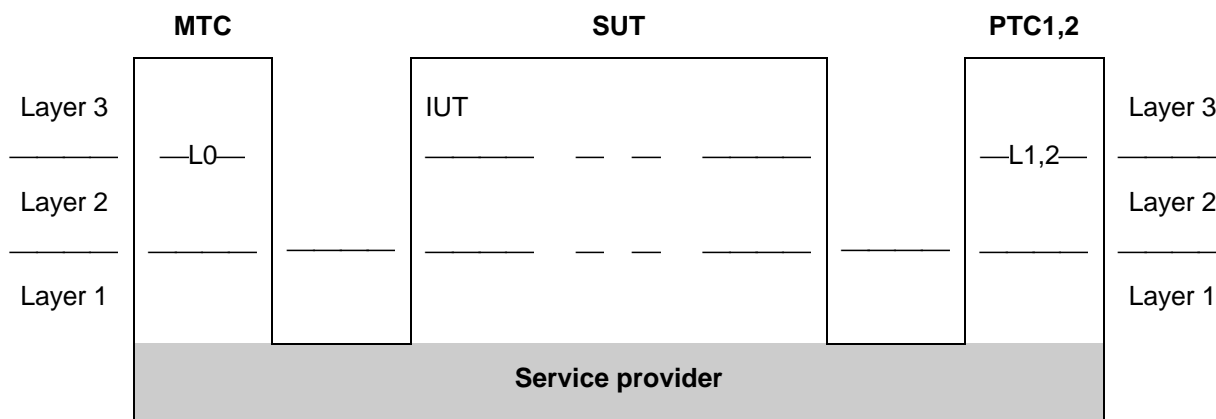 MTC SUT PTC1,2
Layer 3 IUT Layer 3
L0 L1,2
Layer 2 Layer 2
Layer 1 Layer 1
Service provider